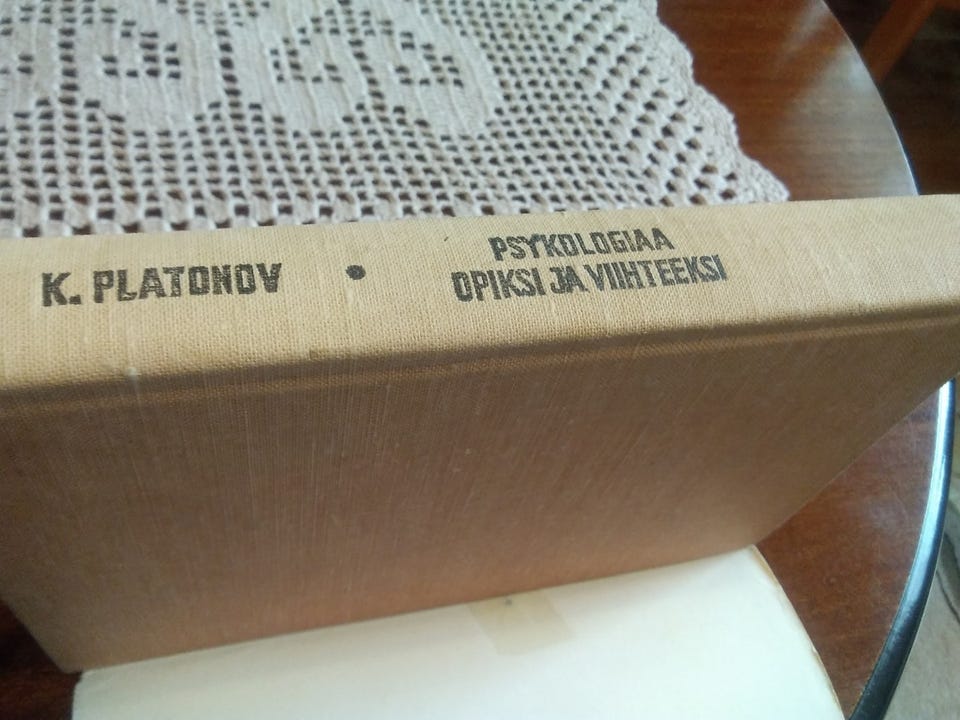 K. PLATONOV • PSYKOLOGIAA
OPIKSI JA VIIHTEEKSI